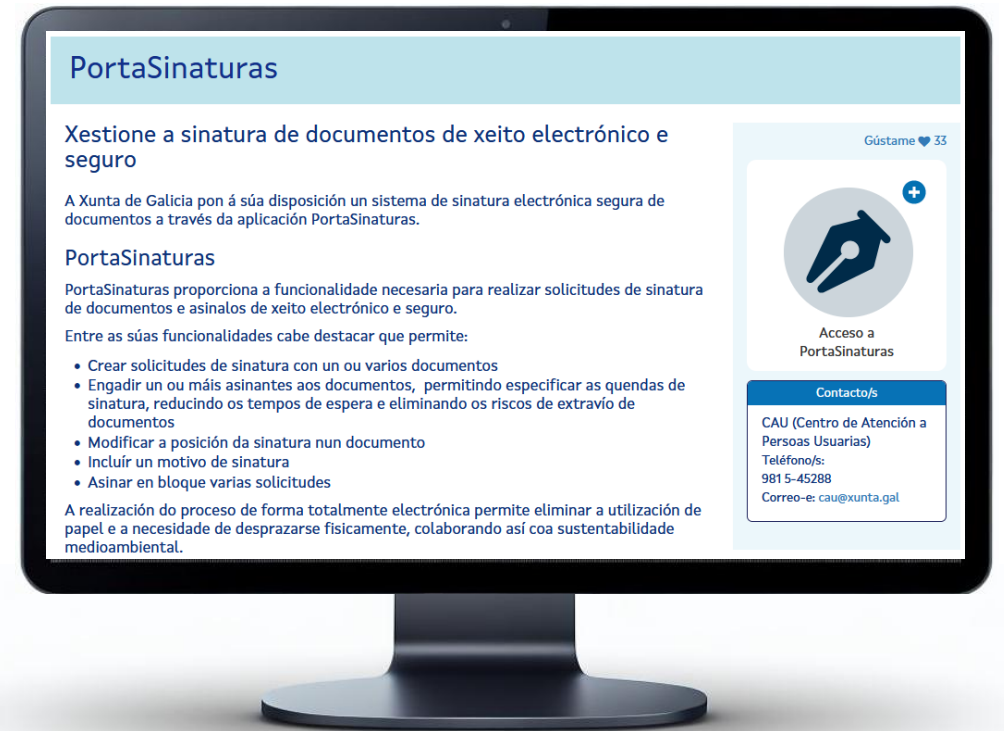 PortaSinaturas
Xestione a sinatura de documentos de xeito electrónico e
seguro
A Xunta de Galicia pon á súa disposición un sistema de sinatura electrónica segura de
documentos a través da aplicación PortaSinaturas.
PortaSinaturas
PortaSinaturas proporciona a funcionalidade necesaria para realizar solicitudes de sinatura
de documentos e asinalos de xeito electrónico e seguro.
Entre as súas funcionalidades cabe destacar que permite:
• Crear solicitudes de sinatura con un ou varios documentos
• Engadir un ou máis asinantes aos documentos, permitindo especificar as quendas de
sinatura, reducindo os tempos de espera e eliminando os riscos de extravío de
documentos
• Modificar a posición da sinatura nun documento
• Incluír un motivo de sinatura
• Asinar en bloque varias solicitudes
A realización do proceso de forma totalmente electrónica permite eliminar a utilización de
papel e a necesidade de desprazarse fisicamente, colaborando así coa sustentabilidade
medioambiental.
Gústame 33
Acceso a
PortaSinaturas
Contacto/s
CAU (Centro de Atención a
Persoas Usuarias)
Teléfono/s:
981 5-45288
Correo-e: cau@xunta.gal